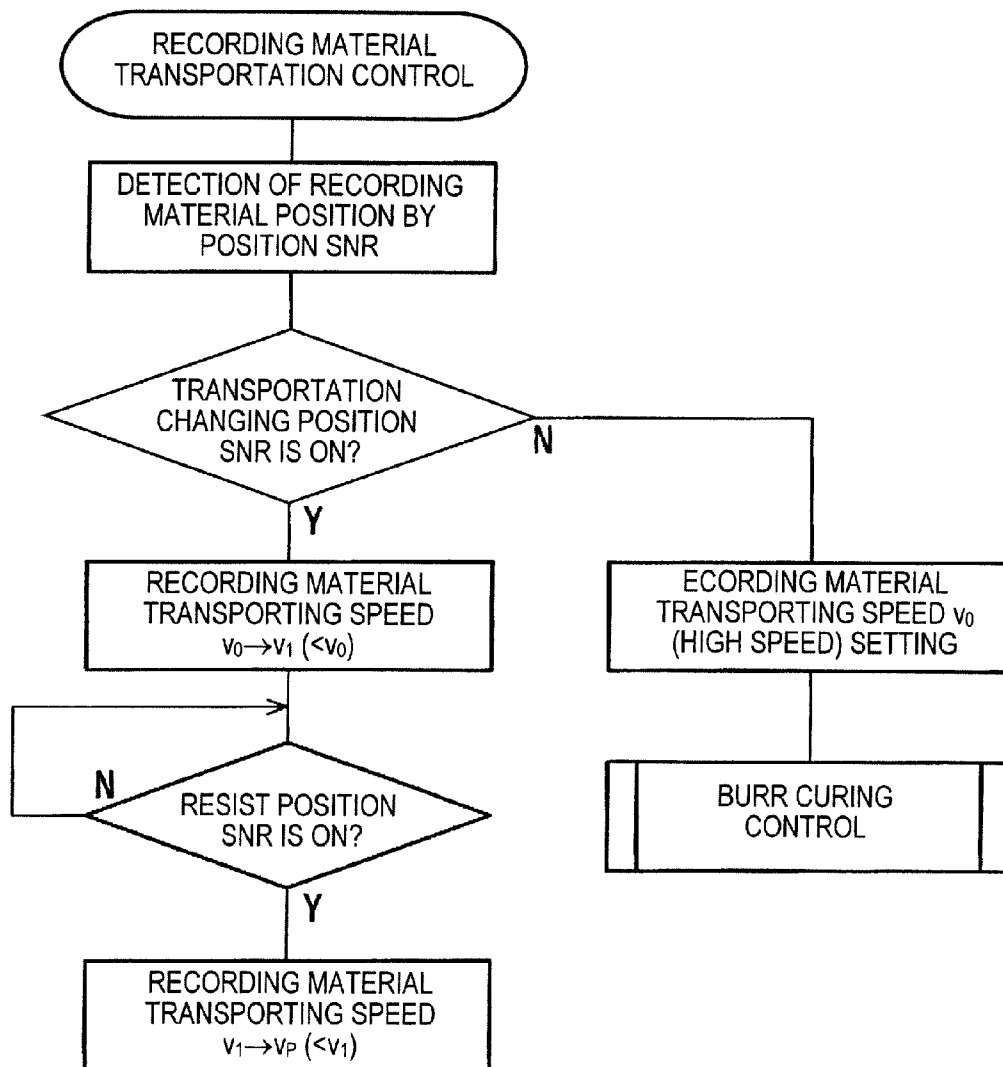 RECORDING MATERIAL
TRANSPORTATION CONTROL
DETECTION OF RECORDING
MATERIAL POSITION BY
POSITION SNR
TRANSPORTATION
CHANGING POSITION
SNR IS ON?
N
Y
RECORDING MATERIAL
TRANSPORTING SPEED
v₀→v₁ (<v₀)
ECORDING MATERIAL
TRANSPORTING SPEED v₀
(HIGH SPEED) SETTING
N
RESIST POSITION
SNR IS ON?
Y
BURR CURING
CONTROL
RECORDING MATERIAL
TRANSPORTING SPEED
v₁→vP (<v₁)